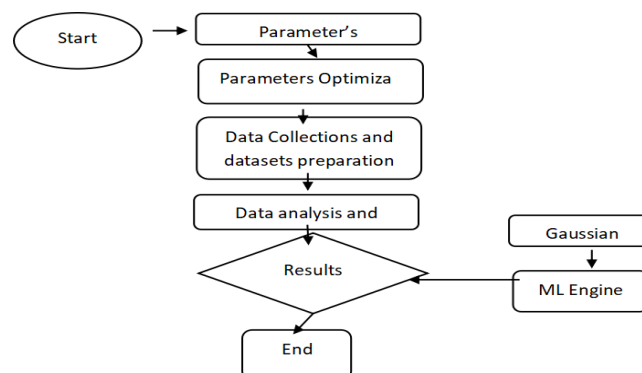 Start
Parameter's
Parameters Optimiza
Data Collections and
datasets preparation
Data analysis and
Gaussian
Results
ML Engine
End